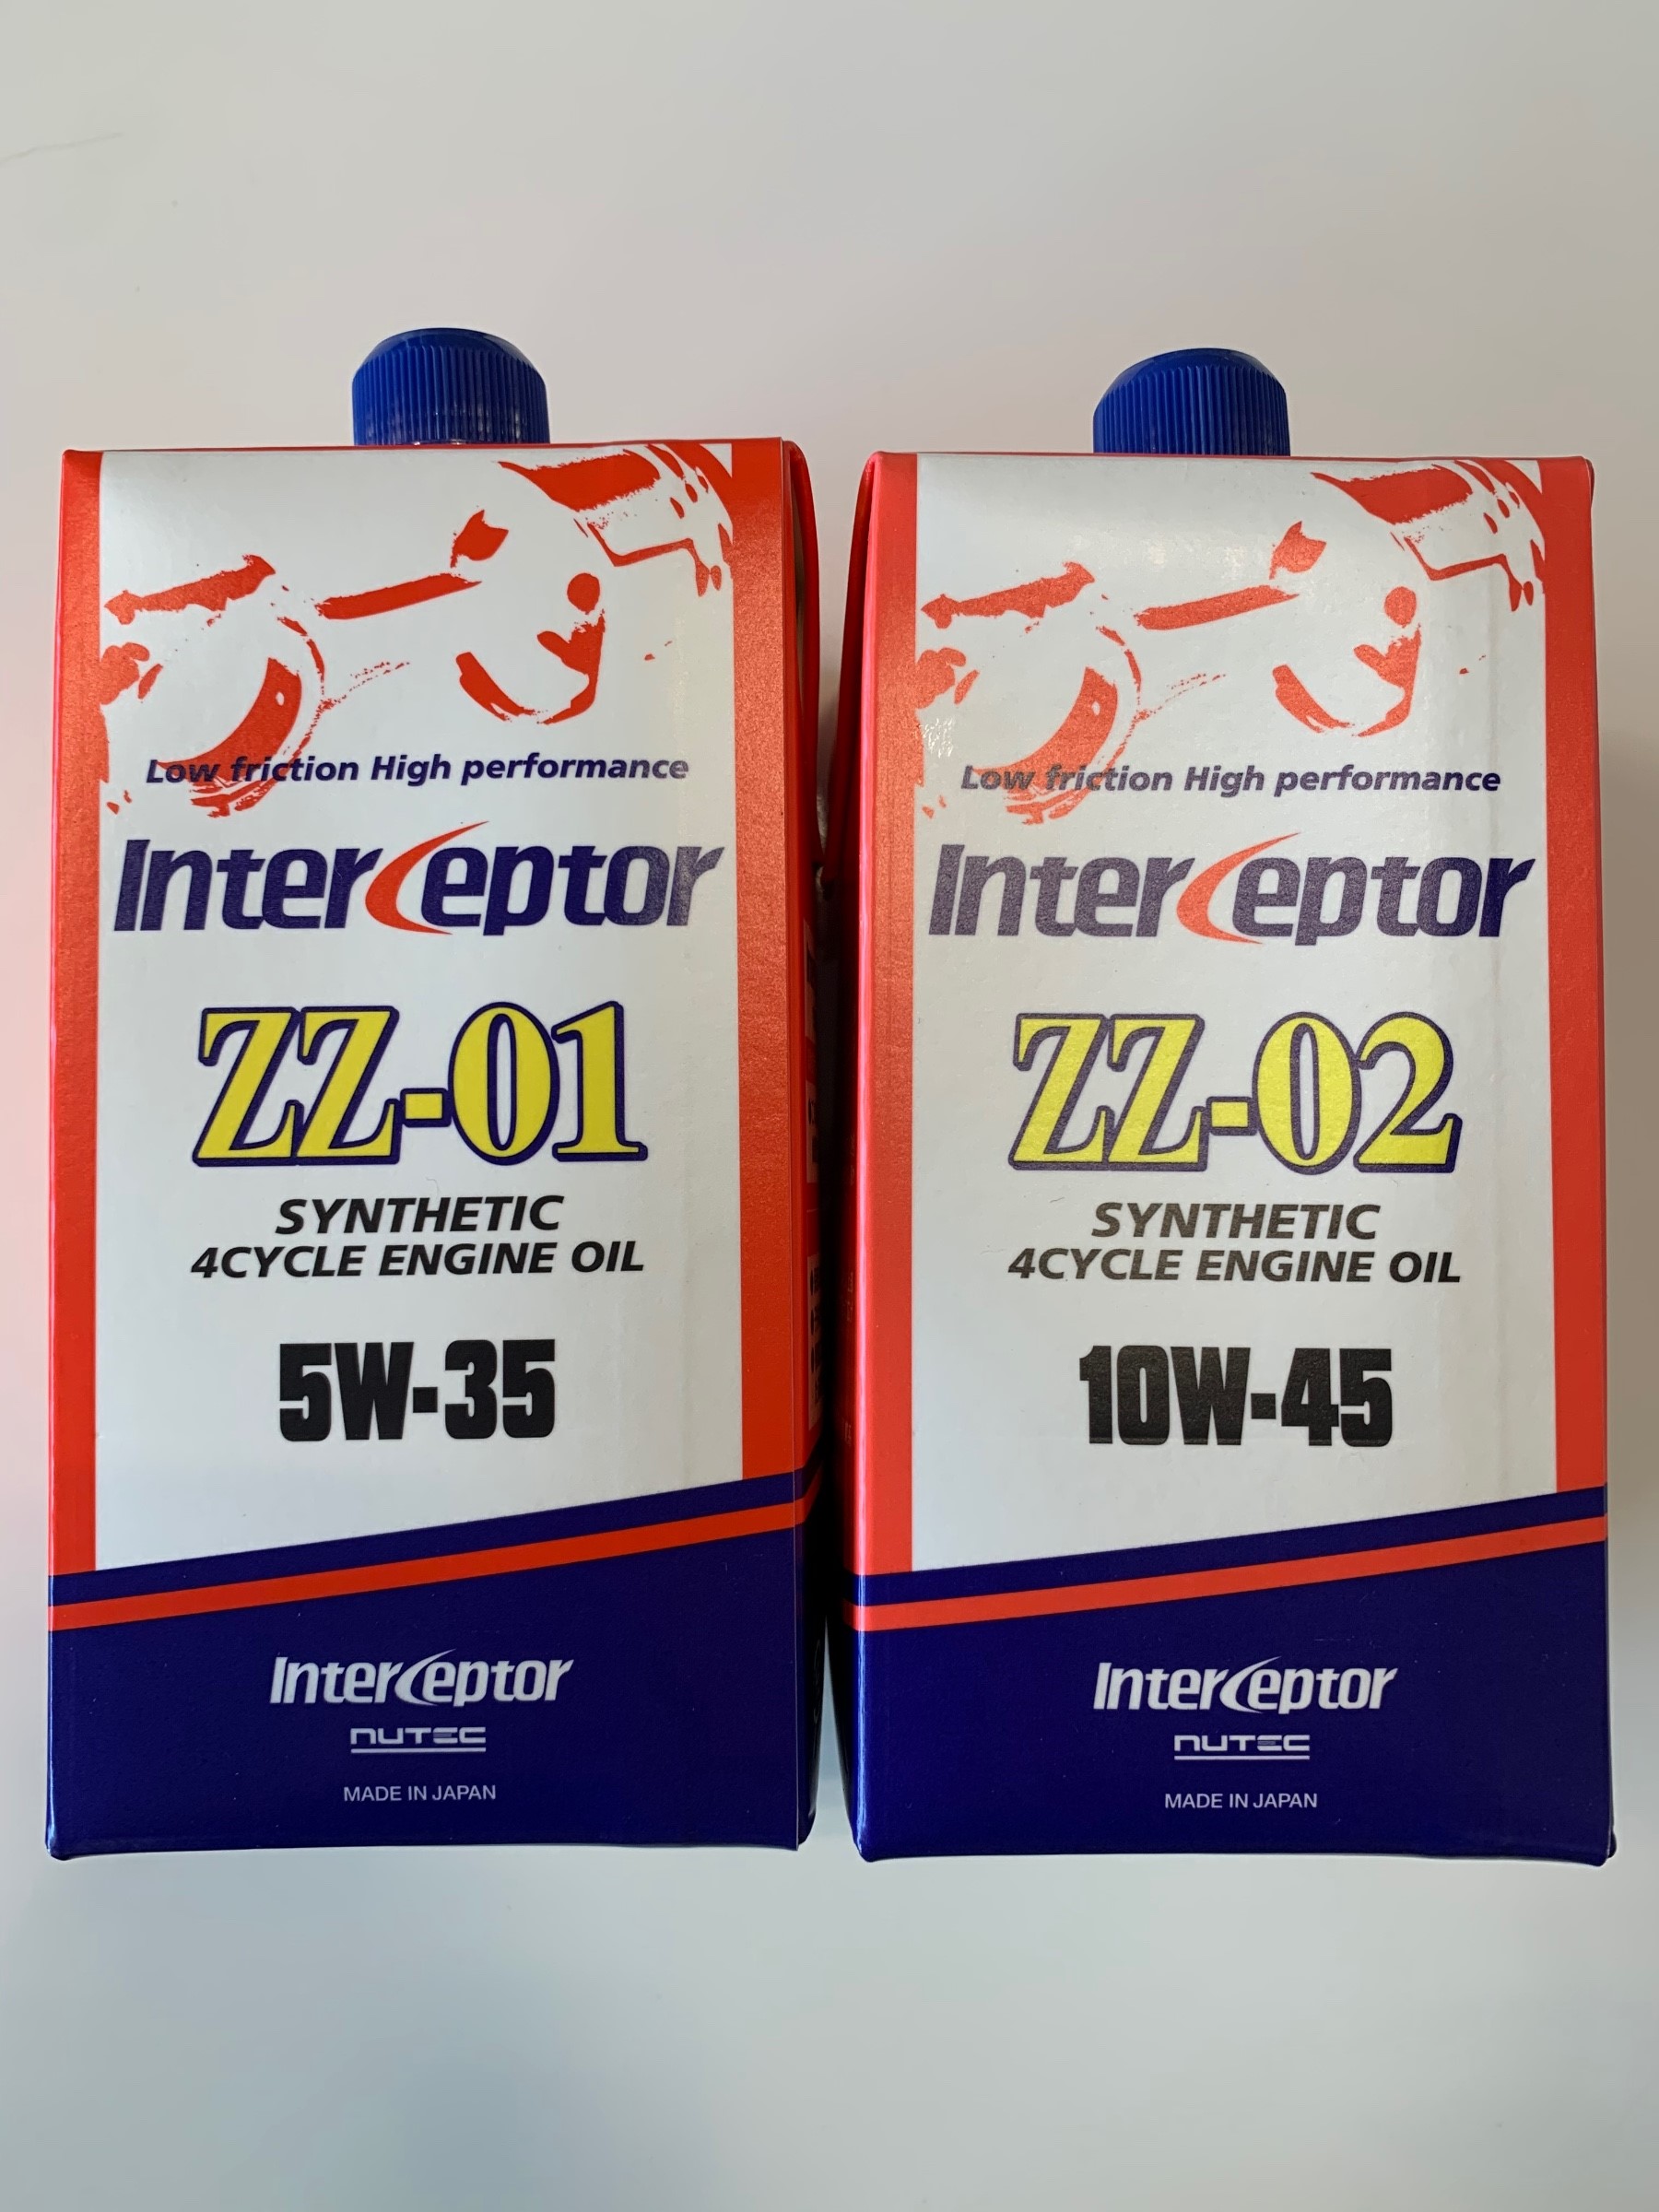 Low friction High performance
Interceptor
ZZ-01
SYNTHETIC
4CYCLE ENGINE OIL
5W-35
Interceptor
NUTEC
MADE IN JAPAN
Low friction High performance
Interceptor
ZZ-02
SYNTHETIC
4CYCLE ENGINE OIL
10W-45
Interceptor
NUTEC
MADE IN JAPAN